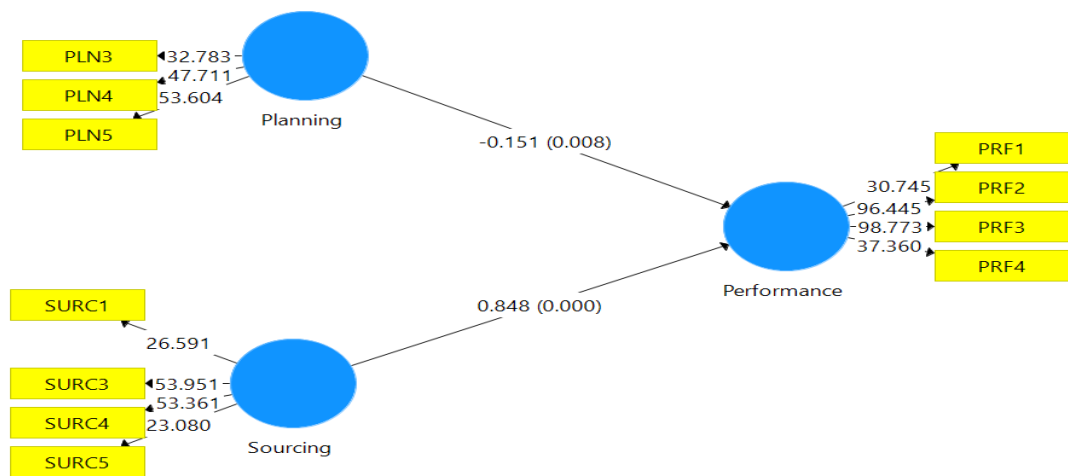 PLN3
32.783
PLN4
47.711
PLN5
53.604
Planning
-0.151 (0.008)
PRF1
30.745
PRF2
96.445
PRF3
98.773
PRF4
37.360
Performance
0.848 (0.000)
SURC1
26.591
SURC3
53.951
SURC4
53.361
SURC5
23.080
Sourcing